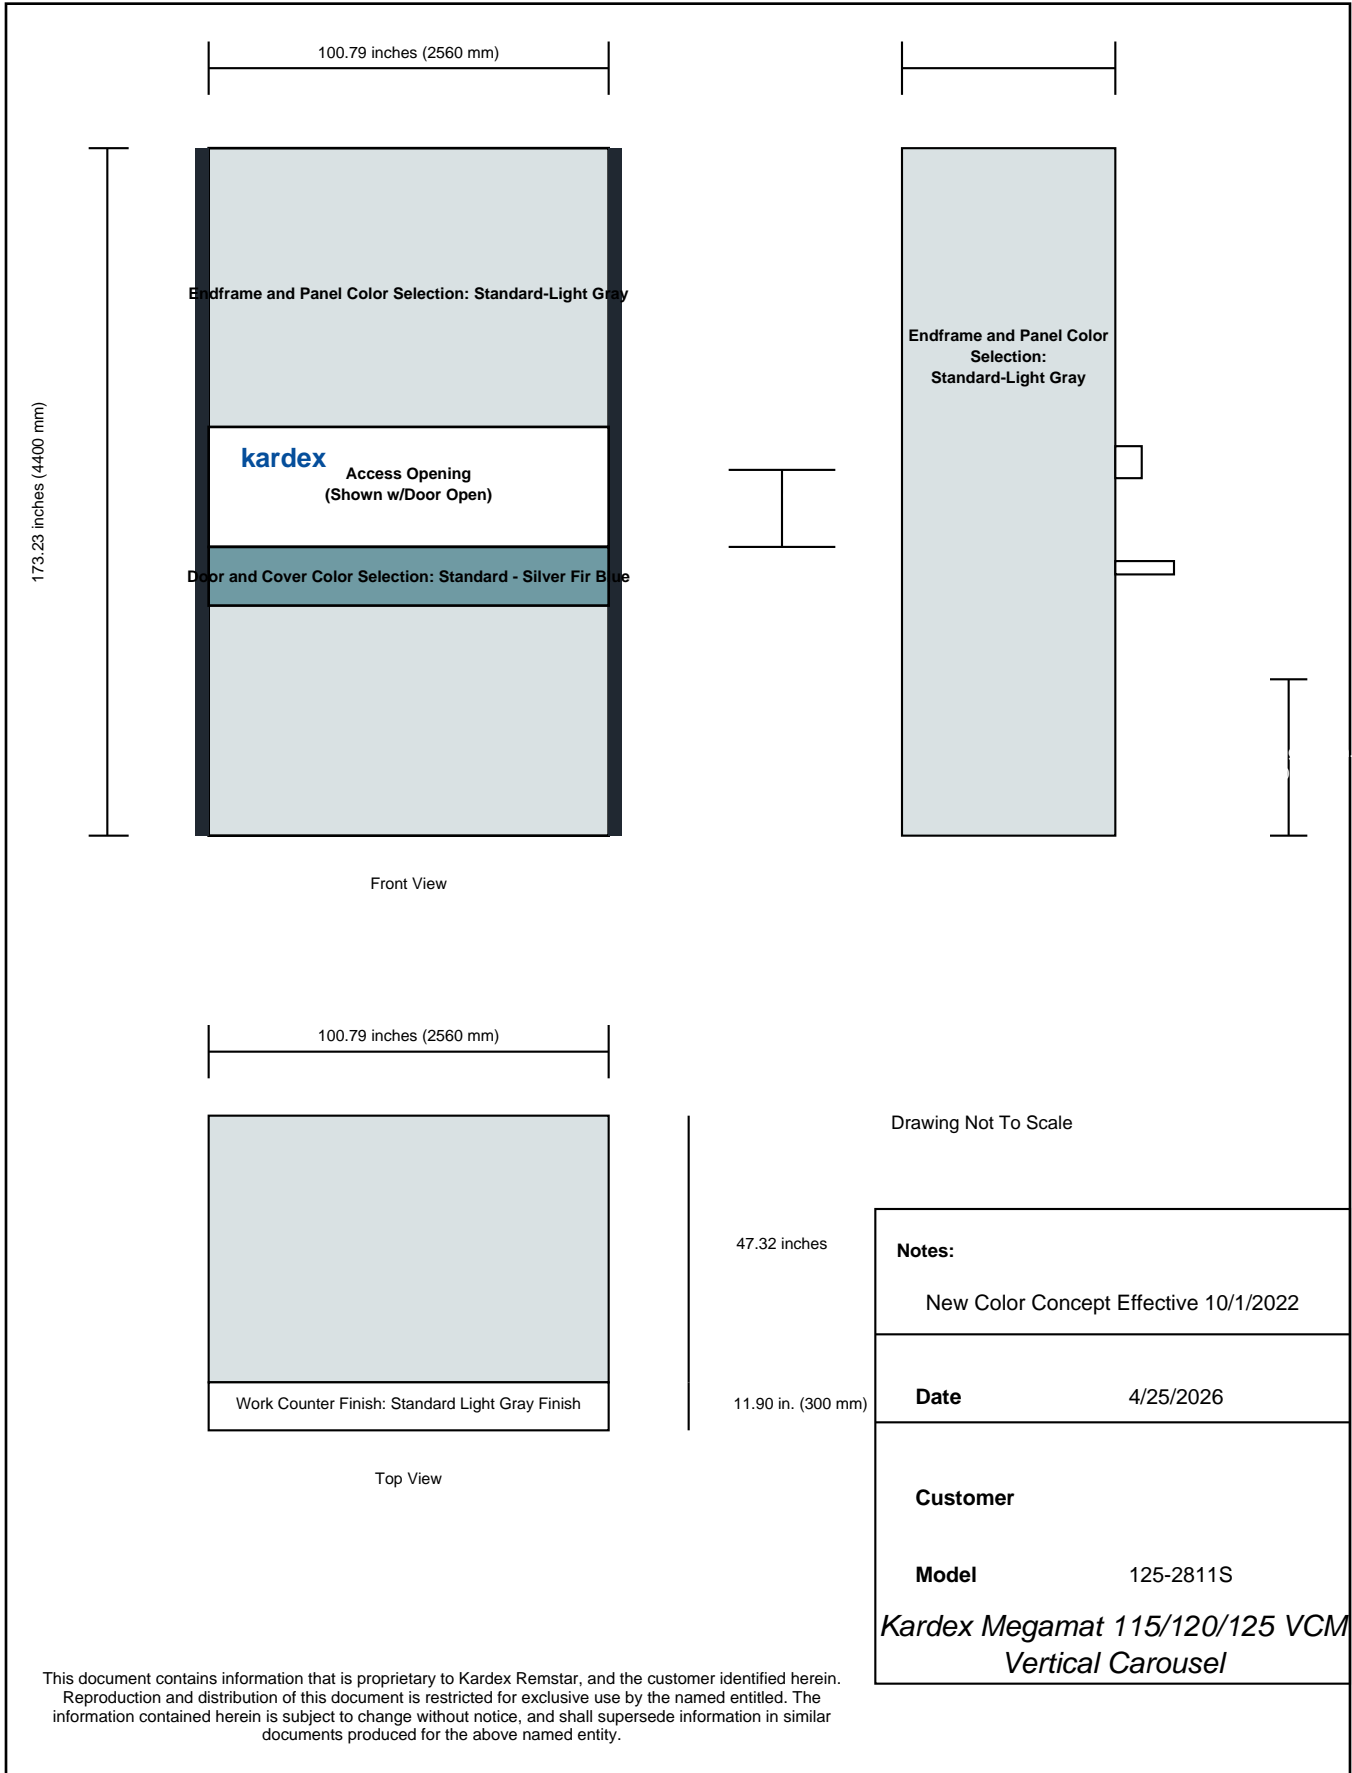 100.79 inches (2560 mm)
173.23 inches (4400 mm)
Endframe and Panel Color Selection: Standard-Light Gray
Endframe and Panel Color
Selection:
Standard-Light Gray
kardex
Access Opening
(Shown w/Door Open)
Door and Cover Color Selection: Standard - Silver Fir Blue
Front View
100.79 inches (2560 mm)
Drawing Not To Scale
47.32 inches
Work Counter Finish: Standard Light Gray Finish
11.90 in. (300 mm)
Top View
Notes:
New Color Concept Effective 10/1/2022
Date 4/25/2026
Customer
Model 125-2811S
Kardex Megamat 115/120/125 VCM
Vertical Carousel
This document contains information that is proprietary to Kardex Remstar, and the customer identified herein.
Reproduction and distribution of this document is restricted for exclusive use by the named entitled. The
information contained herein is subject to change without notice, and shall supersede information in similar
documents produced for the above named entity.